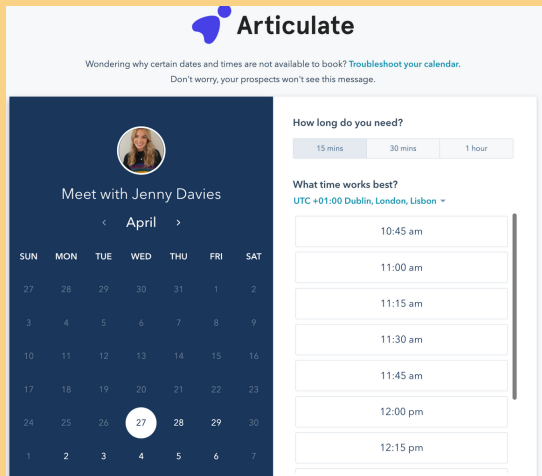 Articulate
Wondering why certain dates and times are not available to book? Troubleshoot your calendar.
Don't worry, your prospects won't see this message.
Meet with Jenny Davies
April
SUN MON TUE WED THU FRI SAT
27 28 29 30 31 1 2
3 4 5 6 7 8 9
10 11 12 13 14 15 16
17 18 19 20 21 22 23
24 25 26 27 28 29 30
1 2 3 4 5 6 7
How long do you need?
15 mins 30 mins 1 hour
What time works best?
UTC +01:00 Dublin, London, Lisbon
10:45 am
11:00 am
11:15 am
11:30 am
11:45 am
12:00 pm
12:15 pm